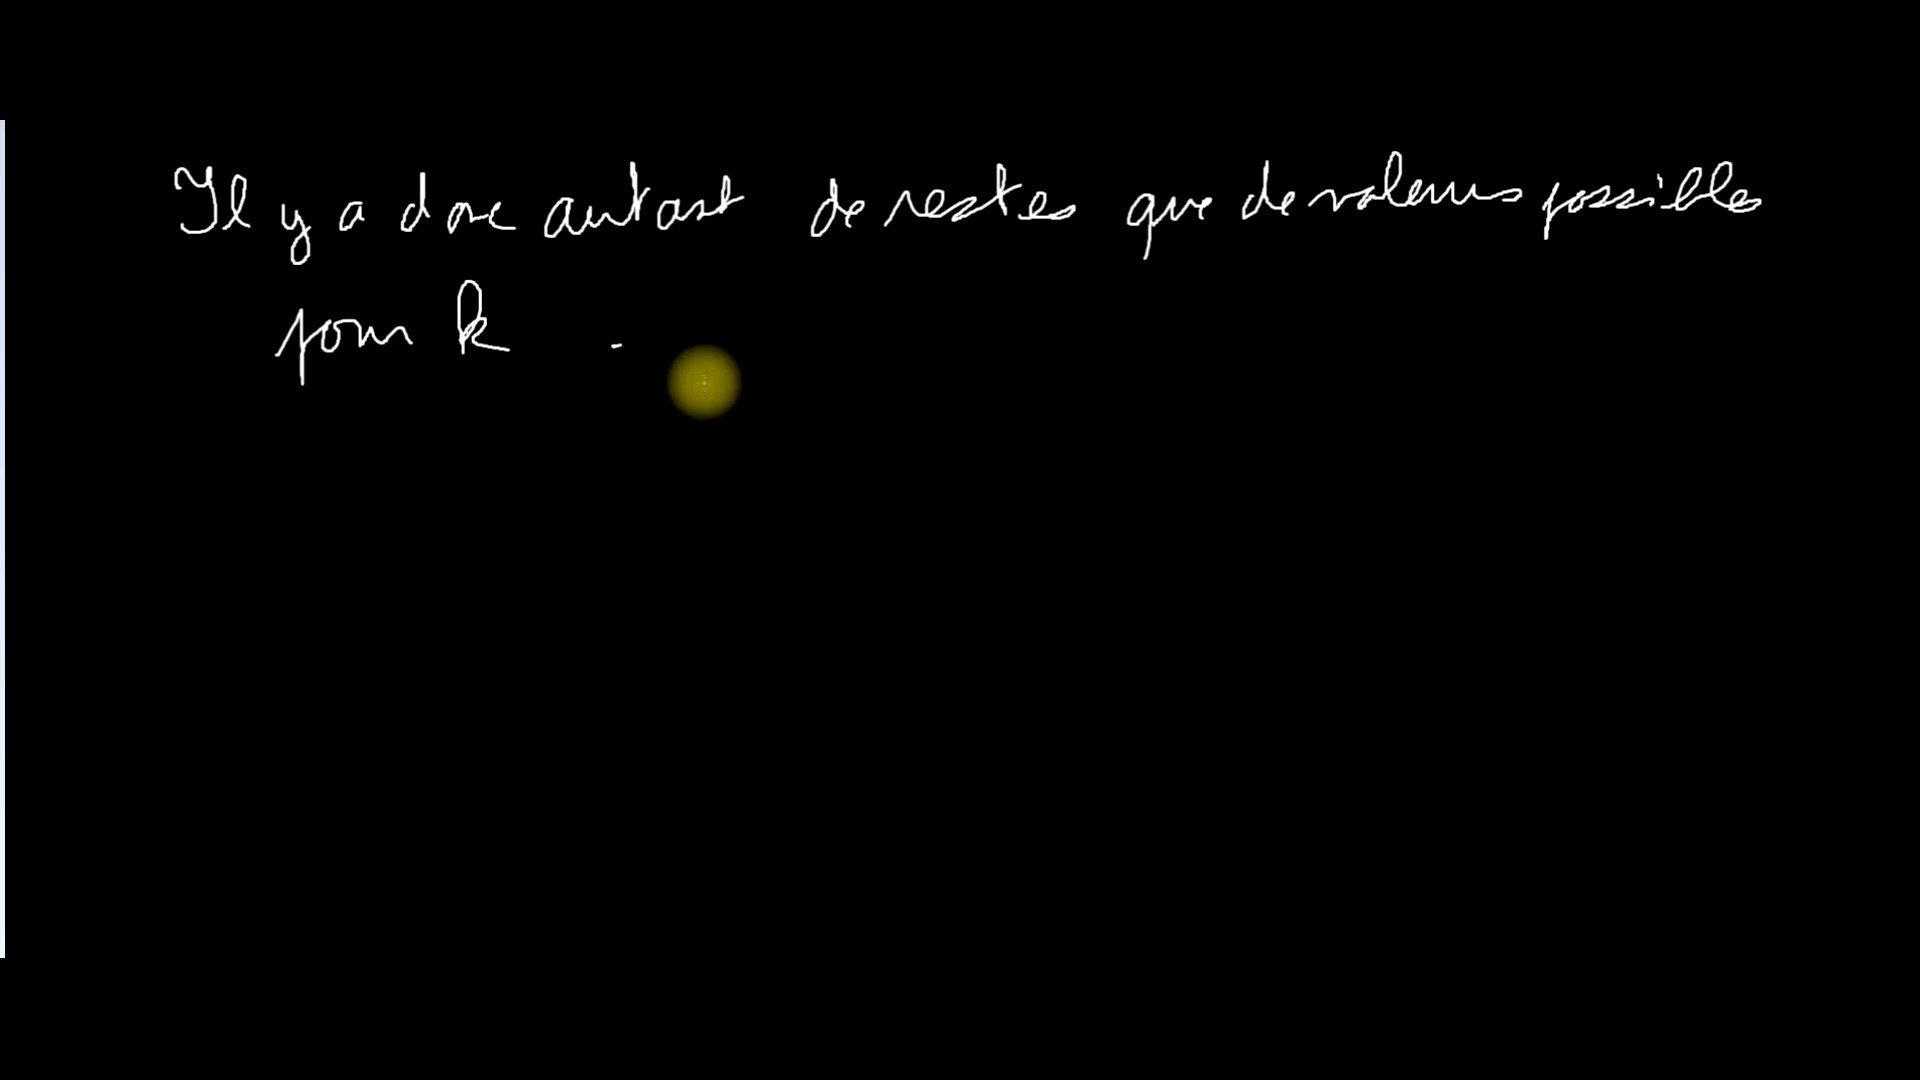 Il y a donc autant de restes que de valeurs possibles
pour k .